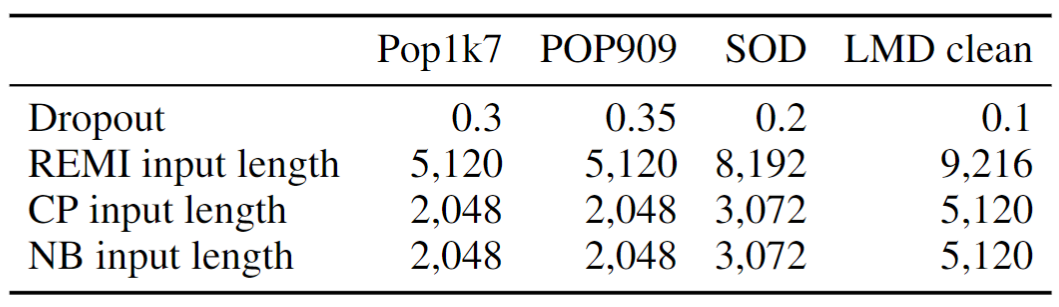 Pop1k7 POP909 SOD LMD clean
Dropout 0.3 0.35 0.2 0.1
REMI input length 5,120 5,120 8,192 9,216
CP input length 2,048 2,048 3,072 5,120
NB input length 2,048 2,048 3,072 5,120